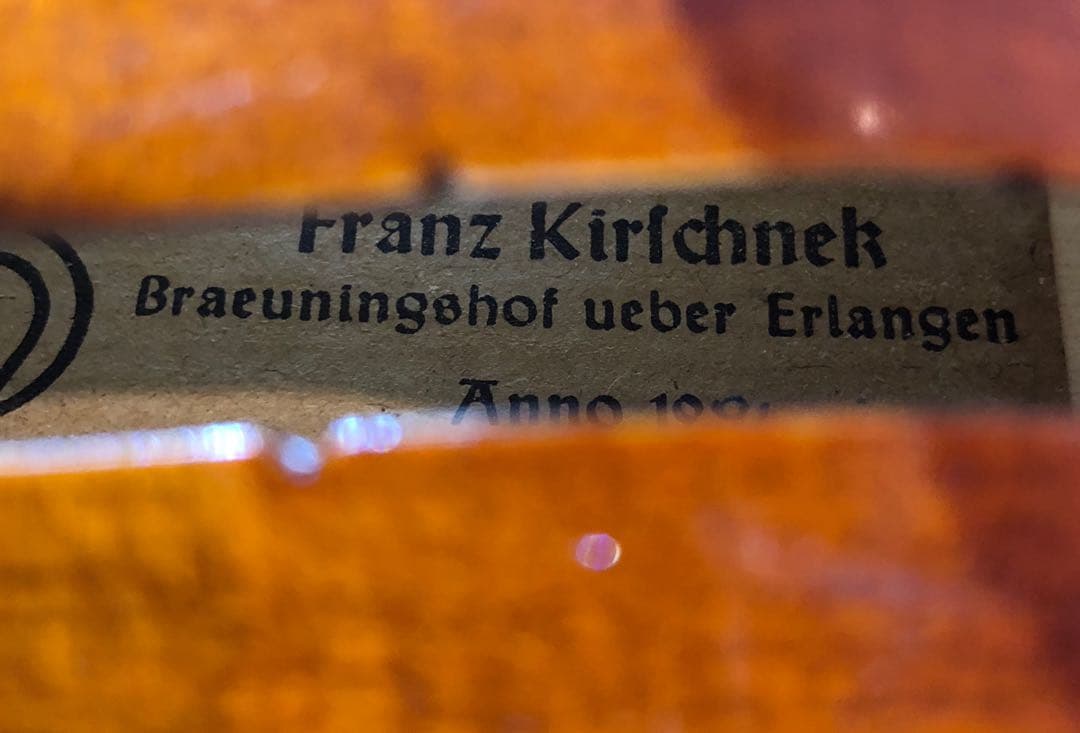 Franz Kirſchnek
Braeuningshof ueber Erlangen
Anno